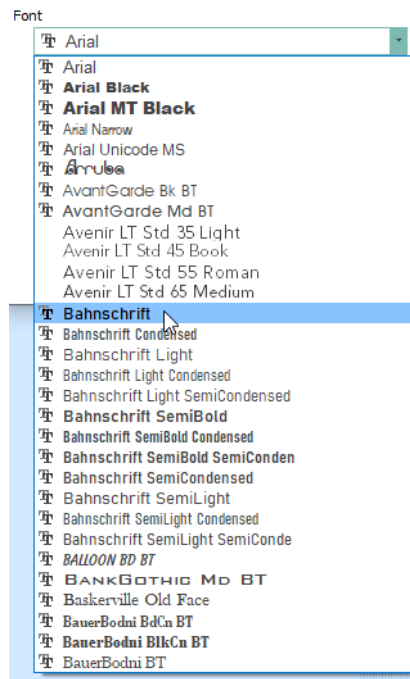 Font
Arial
Arial
Arial Black
Arial MT Black
Arial Narrow
Arial Unicode MS
Arruba
AvantGarde Bk BT
AvantGarde Md BT
Avenir LT Std 35 Light
Avenir LT Std 45 Book
Avenir LT Std 55 Roman
Avenir LT Std 65 Medium
Bahnschrift
Bahnschrift Condensed
Bahnschrift Light
Bahnschrift Light Condensed
Bahnschrift Light SemiCondensed
Bahnschrift SemiBold
Bahnschrift SemiBold Condensed
Bahnschrift SemiBold SemiConden
Bahnschrift SemiCondensed
Bahnschrift SemiLight
Bahnschrift SemiLight Condensed
Bahnschrift SemiLight SemiConde
BALLOON BD BT
BankGothic Md BT
Baskerville Old Face
BauerBodni BdCn BT
BauerBodni BlkCn BT
BauerBodni BT